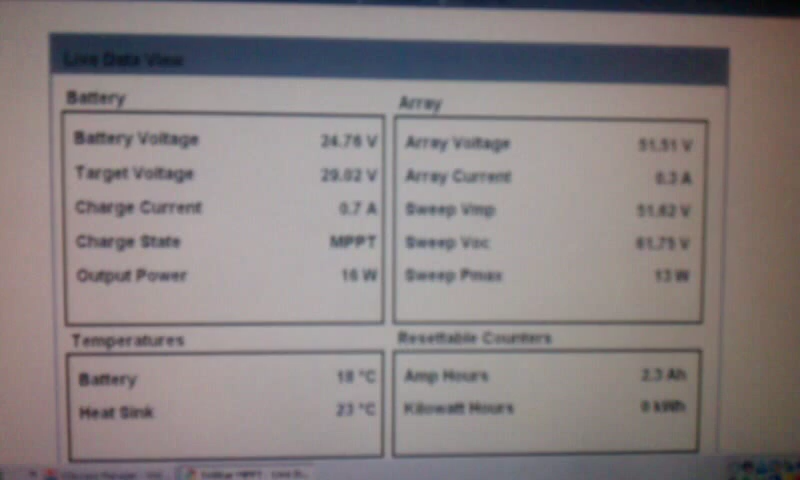 Live Data View
Battery
Battery Voltage 24.76 V
Target Voltage 29.02 V
Charge Current 0.7 A
Charge State MPPT
Output Power 16 W
Array
Array Voltage 51.51 V
Array Current 0.3 A
Sweep Vmp 51.62 V
Sweep Voc 61.75 V
Sweep Pmax 13 W
Temperatures
Battery 18 °C
Heat Sink 23 °C
Resettable Counters
Amp Hours 2.3 Ah
Kilowatt Hours 0 kWh